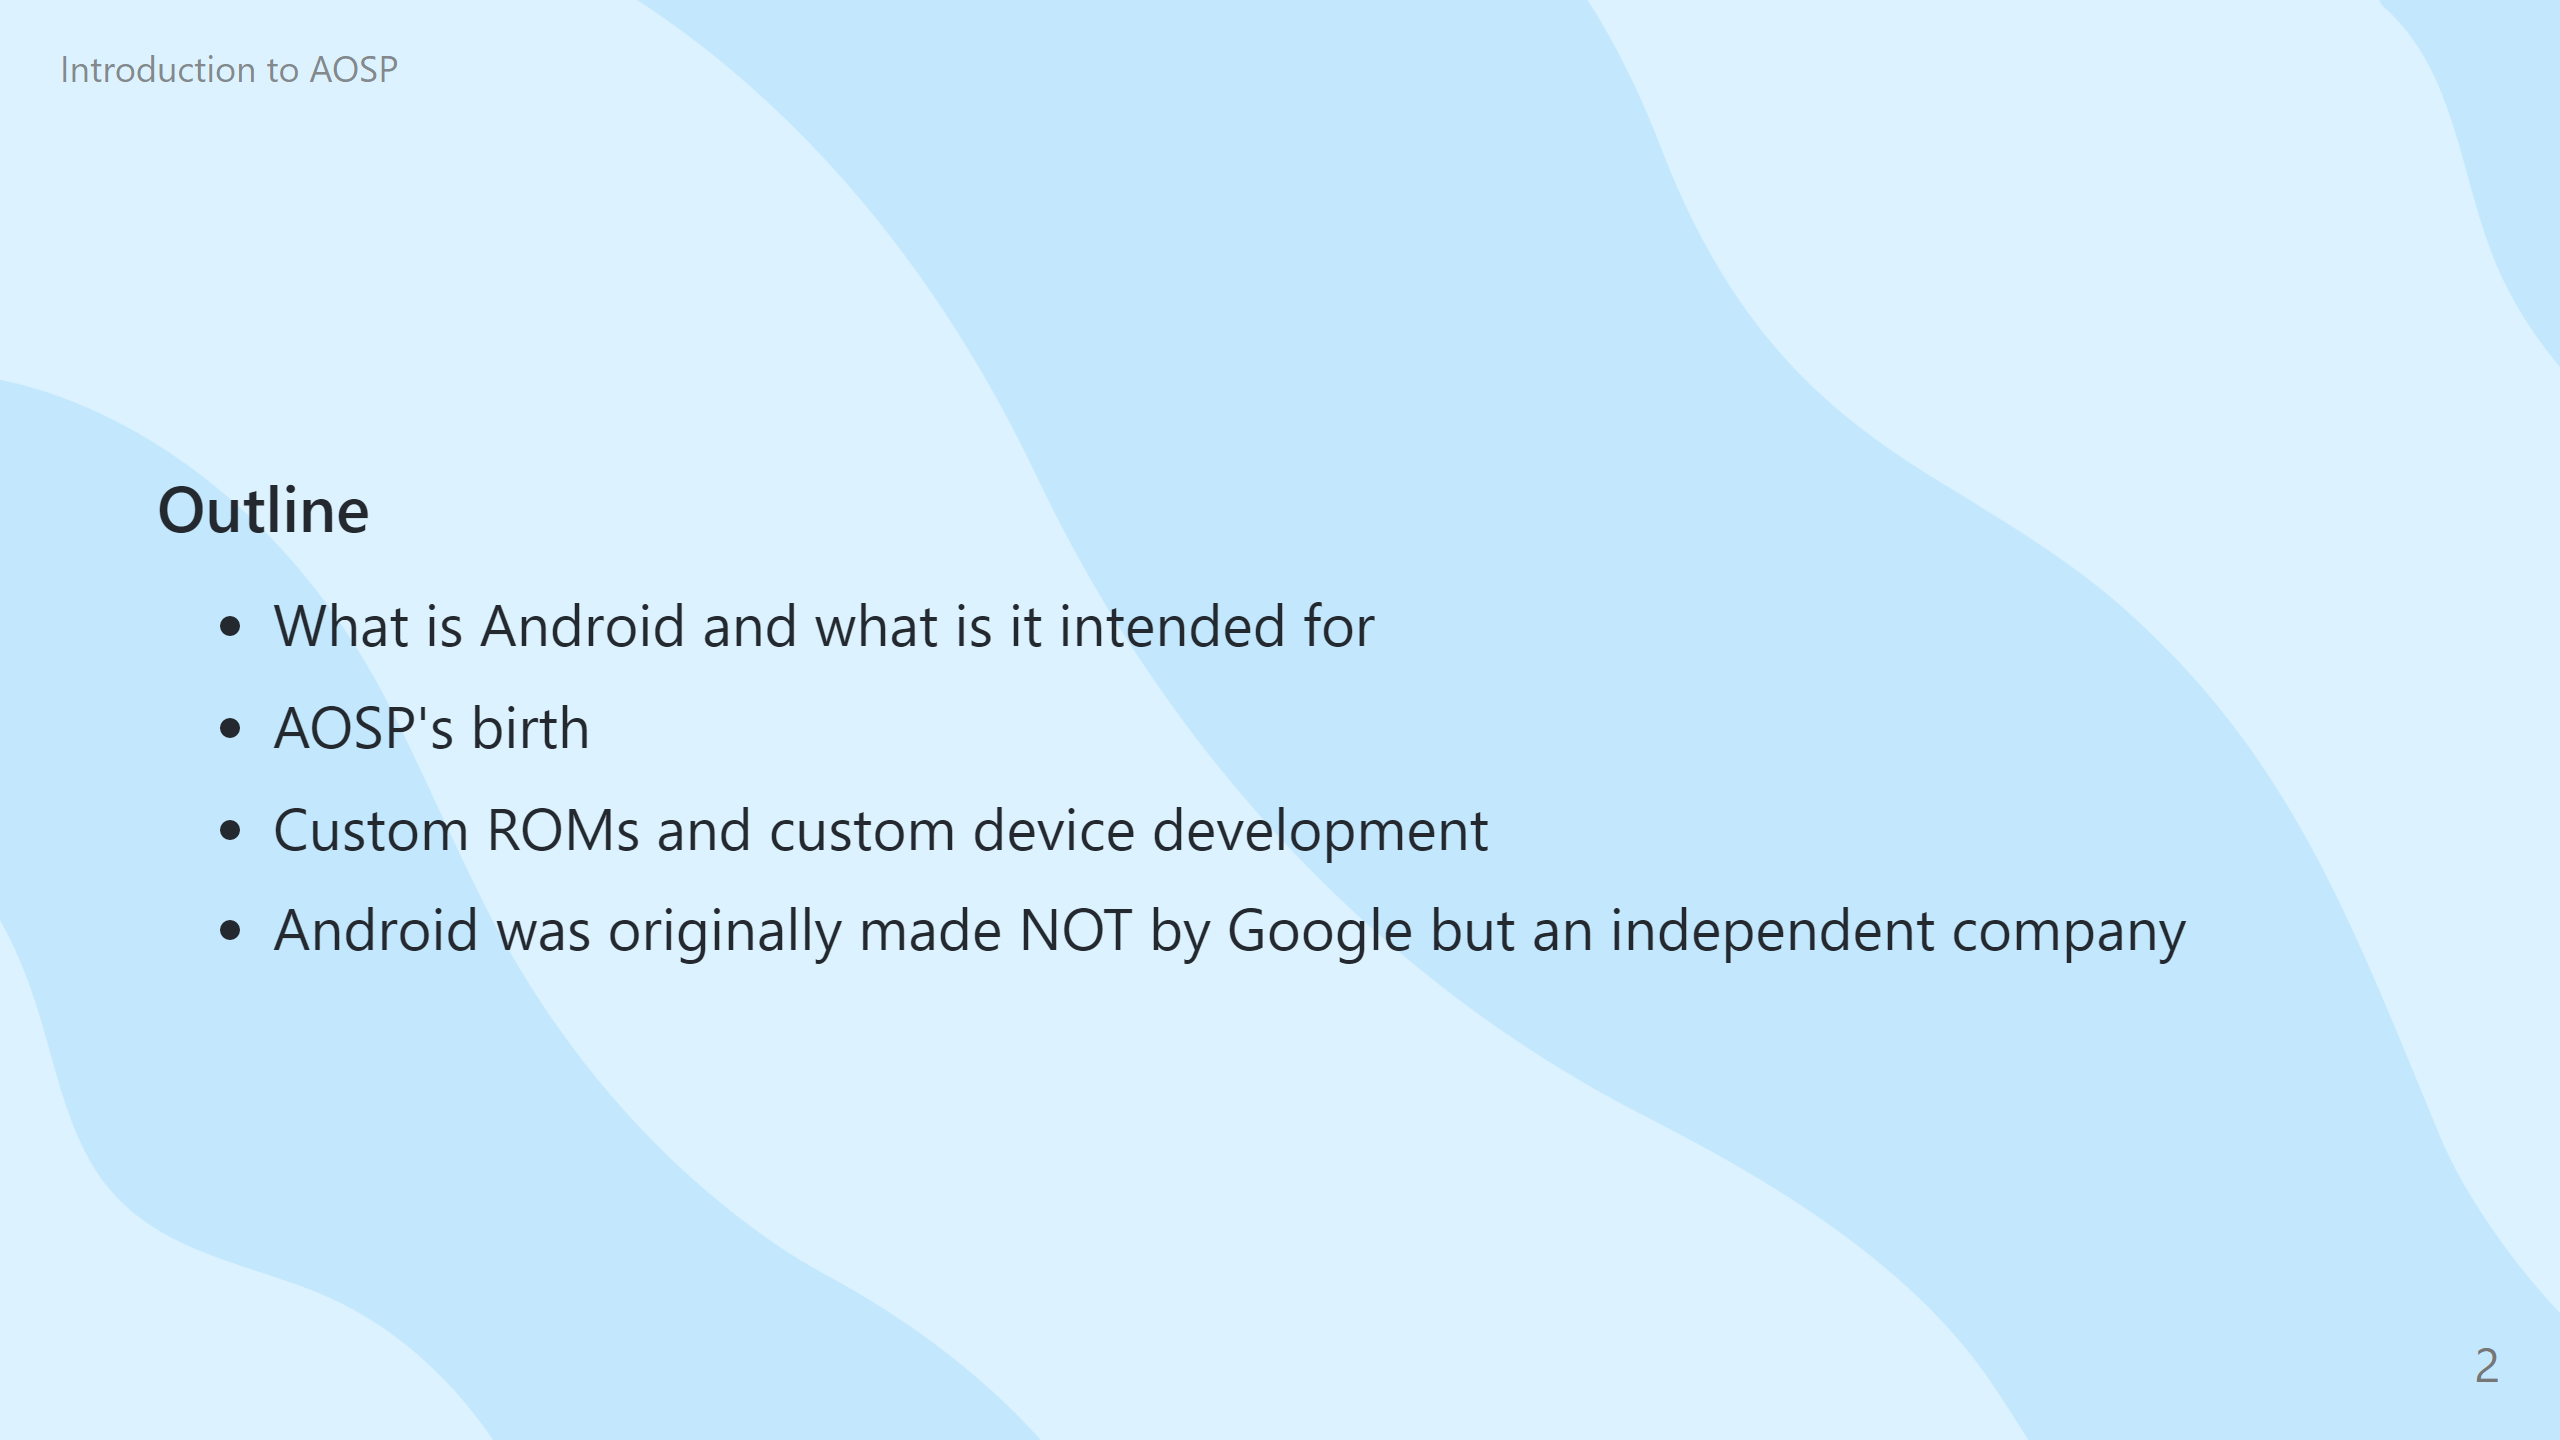 Introduction to AOSP
Outline
What is Android and what is it intended for
AOSP's birth
Custom ROMs and custom device development
Android was originally made NOT by Google but an independent company
2